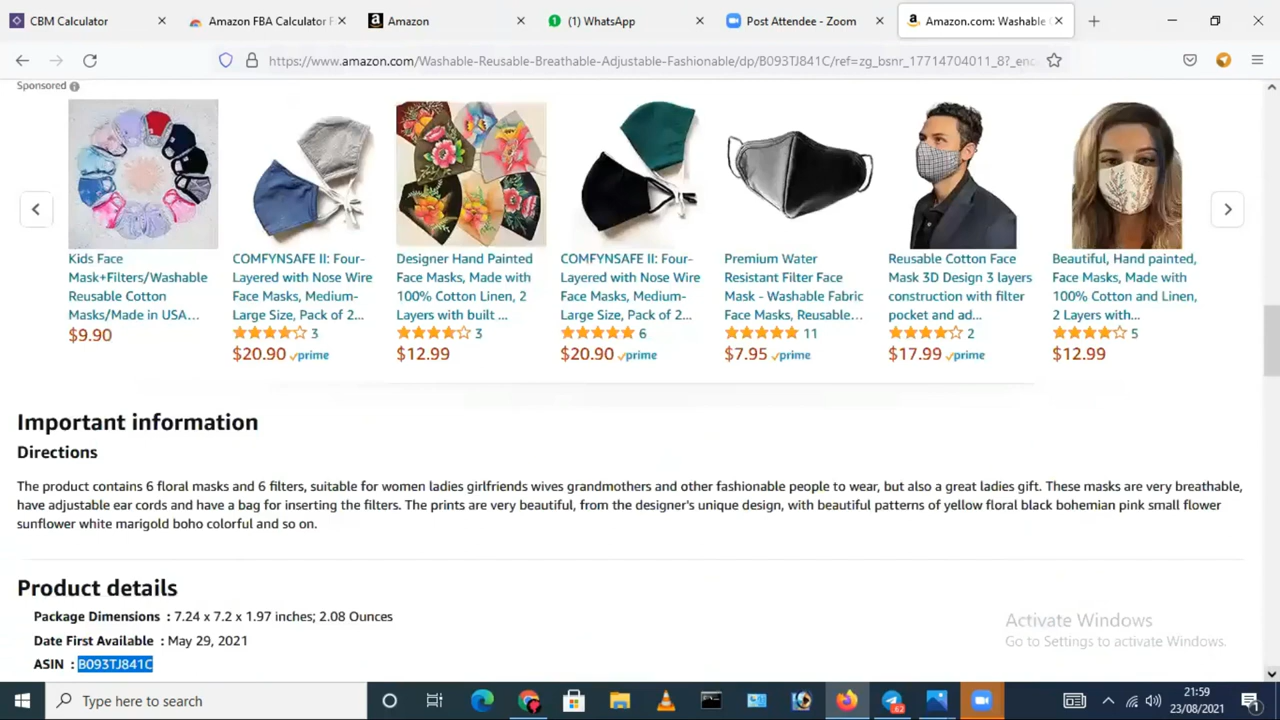 CBM Calculator
Amazon FBA Calculator F
Amazon
(1) WhatsApp
Post Attendee - Zoom
Amazon.com: Washable
https://www.amazon.com/Washable-Reusable-Breathable-Adjustable-Fashionable/dp/B093TJ841C/ref=zg_bsnr_17714704011_8?_enc
Sponsored
Kids Face
Mask+Filters/Washable
Reusable Cotton
Masks/Made in USA...
$9.90
COMFYNSAFE II: Four-
Layered with Nose Wire
Face Masks, Medium-
Large Size, Pack of 2...
3
$20.90 prime
Designer Hand Painted
Face Masks, Made with
100% Cotton Linen, 2
Layers with built ...
3
$12.99
COMFYNSAFE II: Four-
Layered with Nose Wire
Face Masks, Medium-
Large Size, Pack of 2...
6
$20.90 prime
Premium Water
Resistant Filter Face
Mask - Washable Fabric
Face Masks, Reusable...
11
$7.95 prime
Reusable Cotton Face
Mask 3D Design 3 layers
construction with filter
pocket and ad...
2
$17.99 prime
Beautiful, Hand painted,
Face Masks, Made with
100% Cotton and Linen,
2 Layers with...
5
$12.99
Important information
Directions
The product contains 6 floral masks and 6 filters, suitable for women ladies girlfriends wives grandmothers and other fashionable people to wear, but also a great ladies gift. These masks are very breathable,
have adjustable ear cords and have a bag for inserting the filters. The prints are very beautiful, from the designer's unique design, with beautiful patterns of yellow floral black bohemian pink small flower
sunflower white marigold boho colorful and so on.
Product details
Package Dimensions : 7.24 x 7.2 x 1.97 inches; 2.08 Ounces
Date First Available : May 29, 2021
ASIN : B093TJ841C
Activate Windows
Go to Settings to activate Windows.
Type here to search
62
21:59
23/08/2021
1